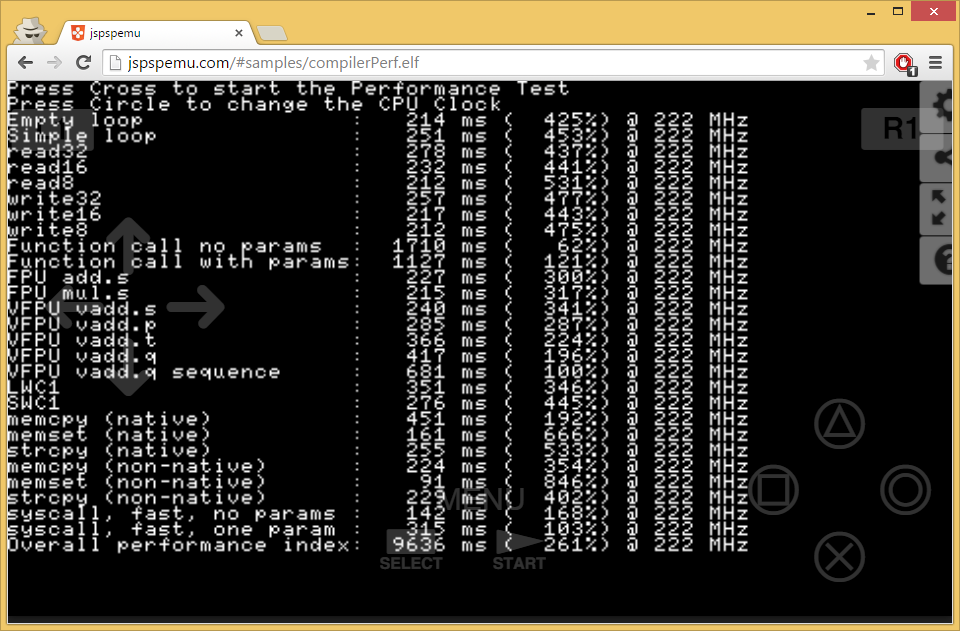 jspspemu
jspspemu.com/#samples/compilerPerf.elf
1
Press Cross to start the Performance Test
Press Circle to change the CPU Clock
Empty loop : 214 ms ( 425%) @ 222 MHz
Simple loop : 251 ms ( 453%) @ 222 MHz
read32 : 278 ms ( 437%) @ 222 MHz
read16 : 232 ms ( 441%) @ 222 MHz
read8 : 212 ms ( 531%) @ 222 MHz
write32 : 257 ms ( 477%) @ 222 MHz
write16 : 217 ms ( 443%) @ 222 MHz
write8 : 212 ms ( 475%) @ 222 MHz
Function call no params : 1710 ms ( 62%) @ 222 MHz
Function call with params: 1127 ms ( 121%) @ 222 MHz
FPU add.s : 227 ms ( 300%) @ 222 MHz
FPU mul.s : 215 ms ( 317%) @ 222 MHz
VFPU vadd.s : 240 ms ( 341%) @ 222 MHz
VFPU vadd.p : 285 ms ( 287%) @ 222 MHz
VFPU vadd.t : 366 ms ( 224%) @ 222 MHz
VFPU vadd.q : 417 ms ( 196%) @ 222 MHz
VFPU vadd.q sequence : 681 ms ( 100%) @ 222 MHz
LWC1 : 351 ms ( 346%) @ 222 MHz
SWC1 : 276 ms ( 445%) @ 222 MHz
memcpy (native) : 451 ms ( 192%) @ 222 MHz
memset (native) : 161 ms ( 666%) @ 222 MHz
strcpy (native) : 255 ms ( 533%) @ 222 MHz
memcpy (non-native) : 224 ms ( 354%) @ 222 MHz
memset (non-native) : 91 ms ( 846%) @ 222 MHz
strcpy (non-native) : 229 ms ( 402%) @ 222 MHz
syscall, fast, no params : 142 ms ( 168%) @ 222 MHz
syscall, fast, one param : 315 ms ( 103%) @ 222 MHz
Overall performance index: 9636 ms ( 261%) @ 222 MHz
R1
?
MENU
SELECT
START